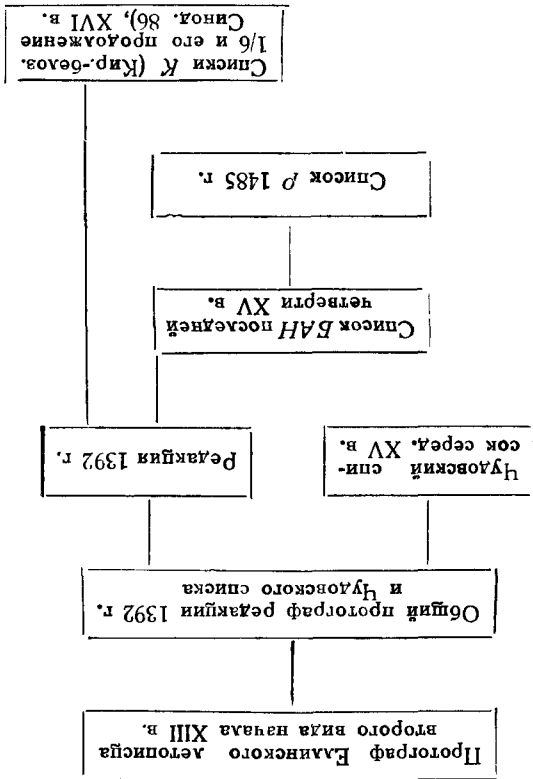 Протограф Еллинского летописца
второго вида начала XIII в.
Общий протограф редакции 1392 г.
и Чудовского списка
Чудовский спи-
сок серед. XV в.
Редакция 1392 г.
Список БАН последней
четверти XV в.
Список Р 1485 г.
Списки К (Кир.-белоз.
1/6 и его продолжение
Синод. 86), XVI в.